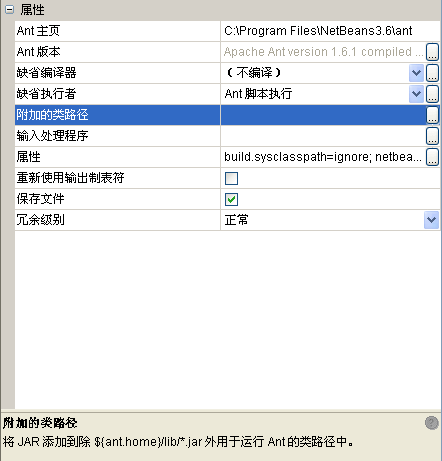 属性
Ant 主页 C:\Program Files\NetBeans3.6\ant
Ant 版本 Apache Ant version 1.6.1 compiled ... ...
缺省编译器 （不编译） ...
缺省执行者 Ant 脚本执行 ...
附加的类路径 ...
输入处理程序 ...
属性 build.sysclasspath=ignore; netbea... ...
重新使用输出制表符
保存文件
冗余级别 正常
附加的类路径 ?
将 JAR 添加到除 ${ant.home}/lib/*.jar 外用于运行 Ant 的类路径中。